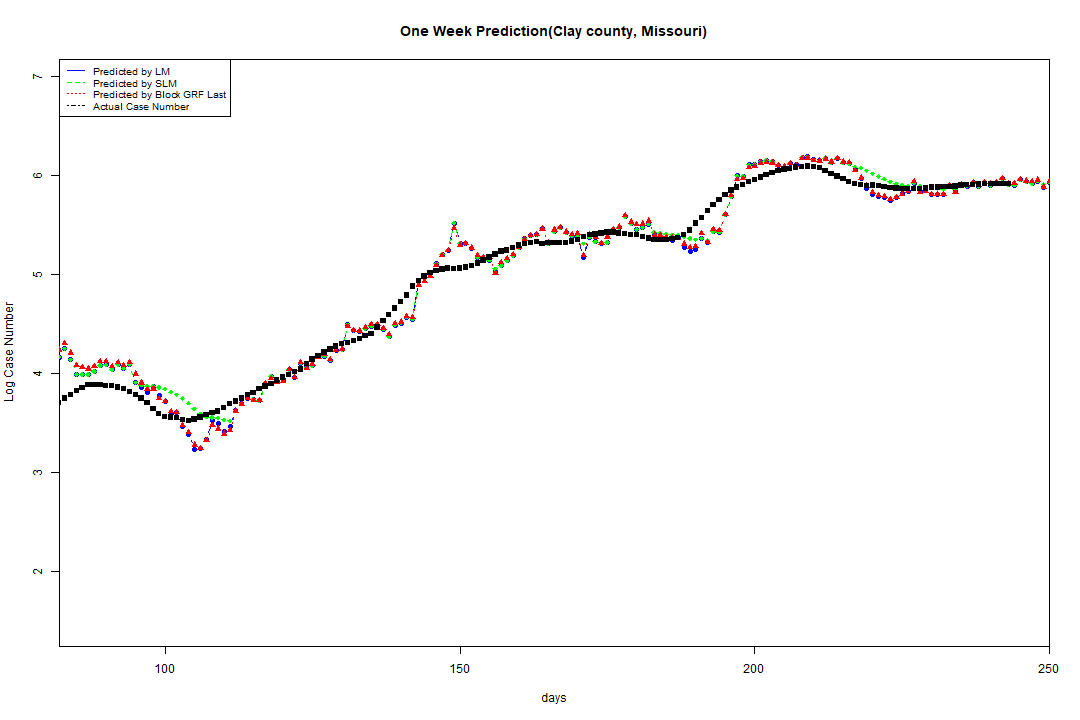 One Week Prediction(Clay county, Missouri)
Predicted by LM
Predicted by SLM
Predicted by Block GRF Last
Actual Case Number
7
6
5
4
3
2
Log Case Number
100 150 200 250
days